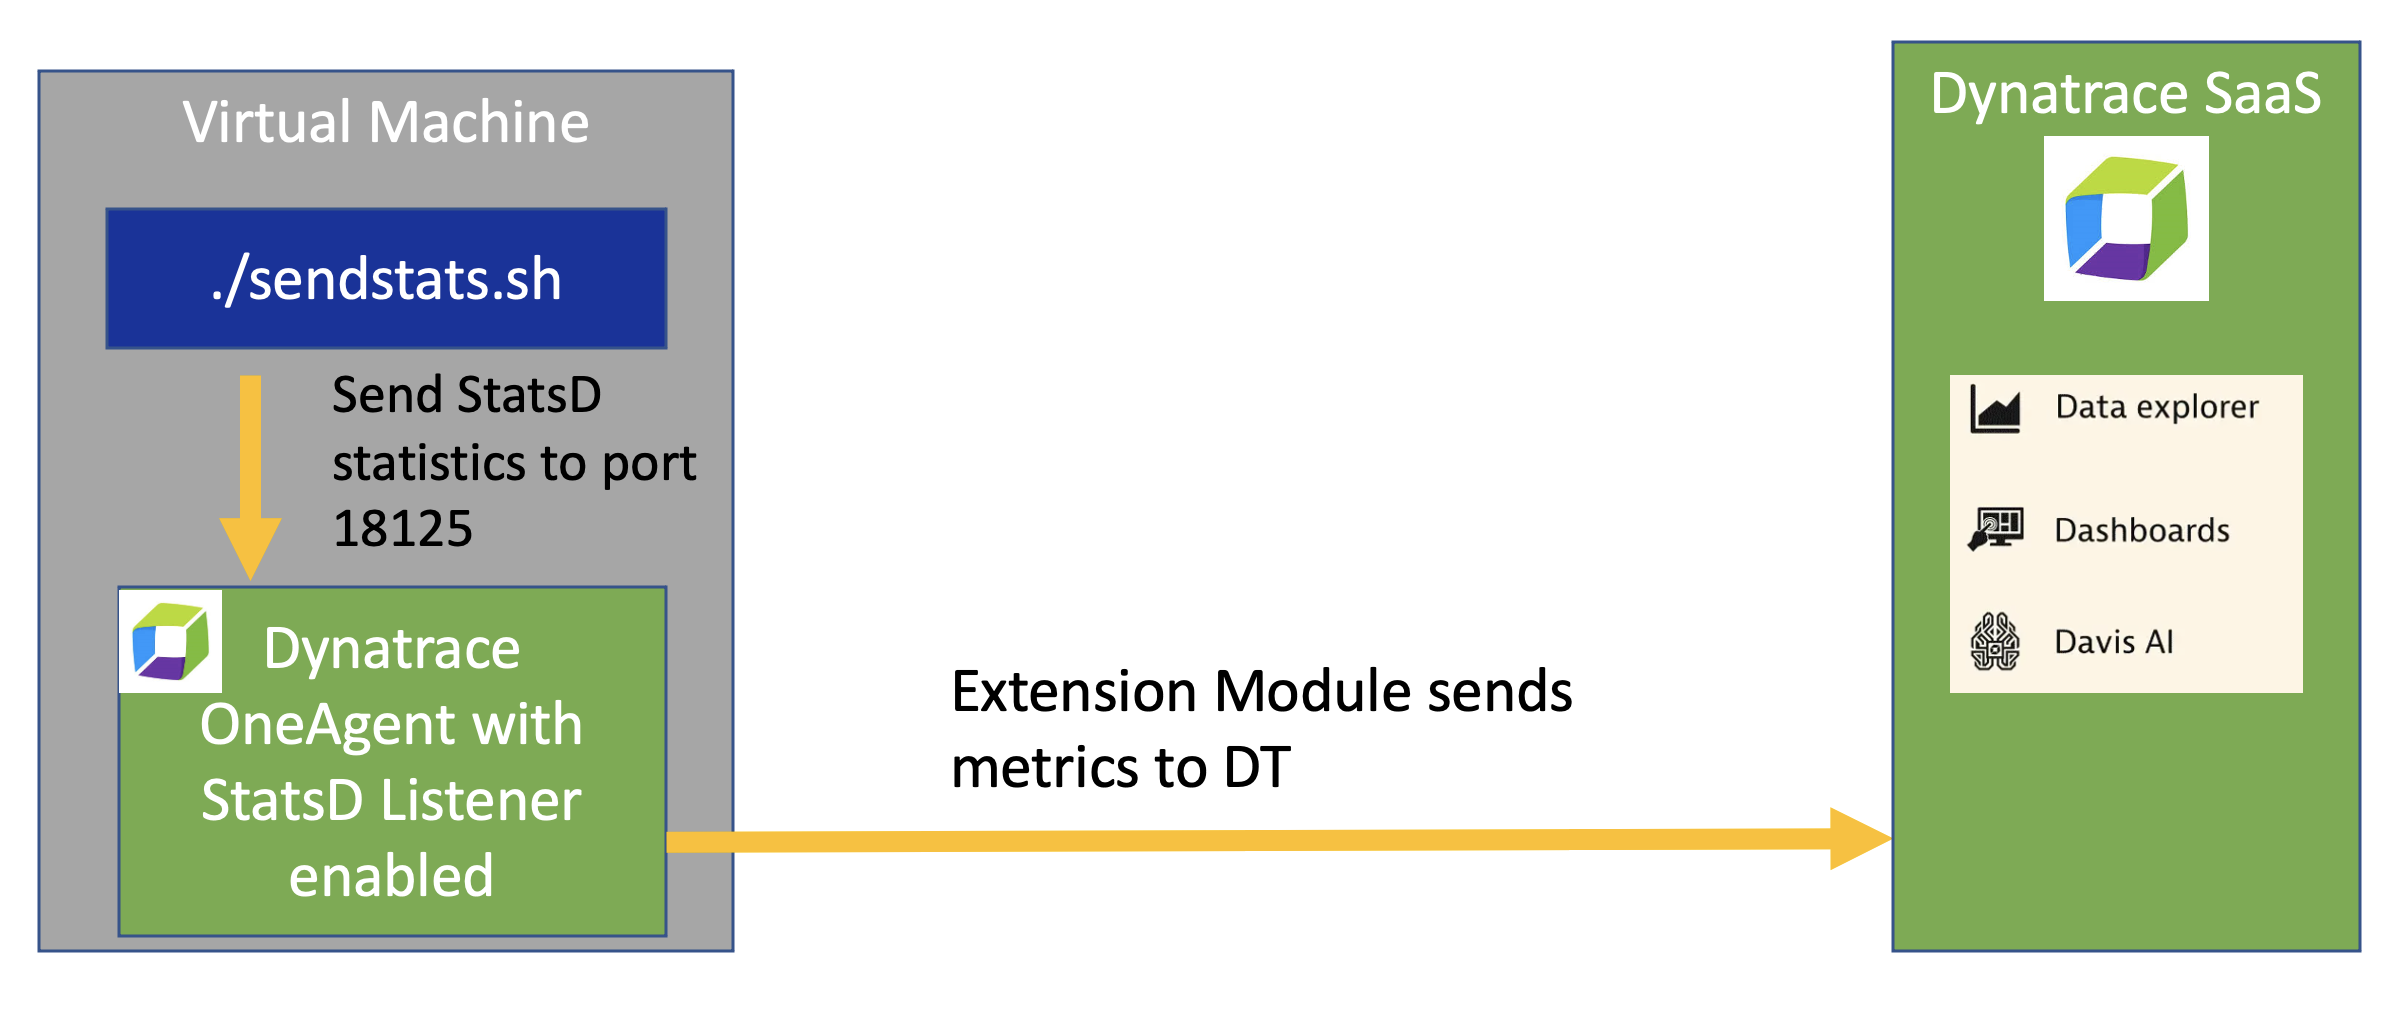 Virtual Machine
./sendstats.sh
Send StatsD
statistics to port
18125
Dynatrace
OneAgent with
StatsD Listener
enabled
Extension Module sends
metrics to DT
Dynatrace SaaS
Data explorer
Dashboards
Davis AI